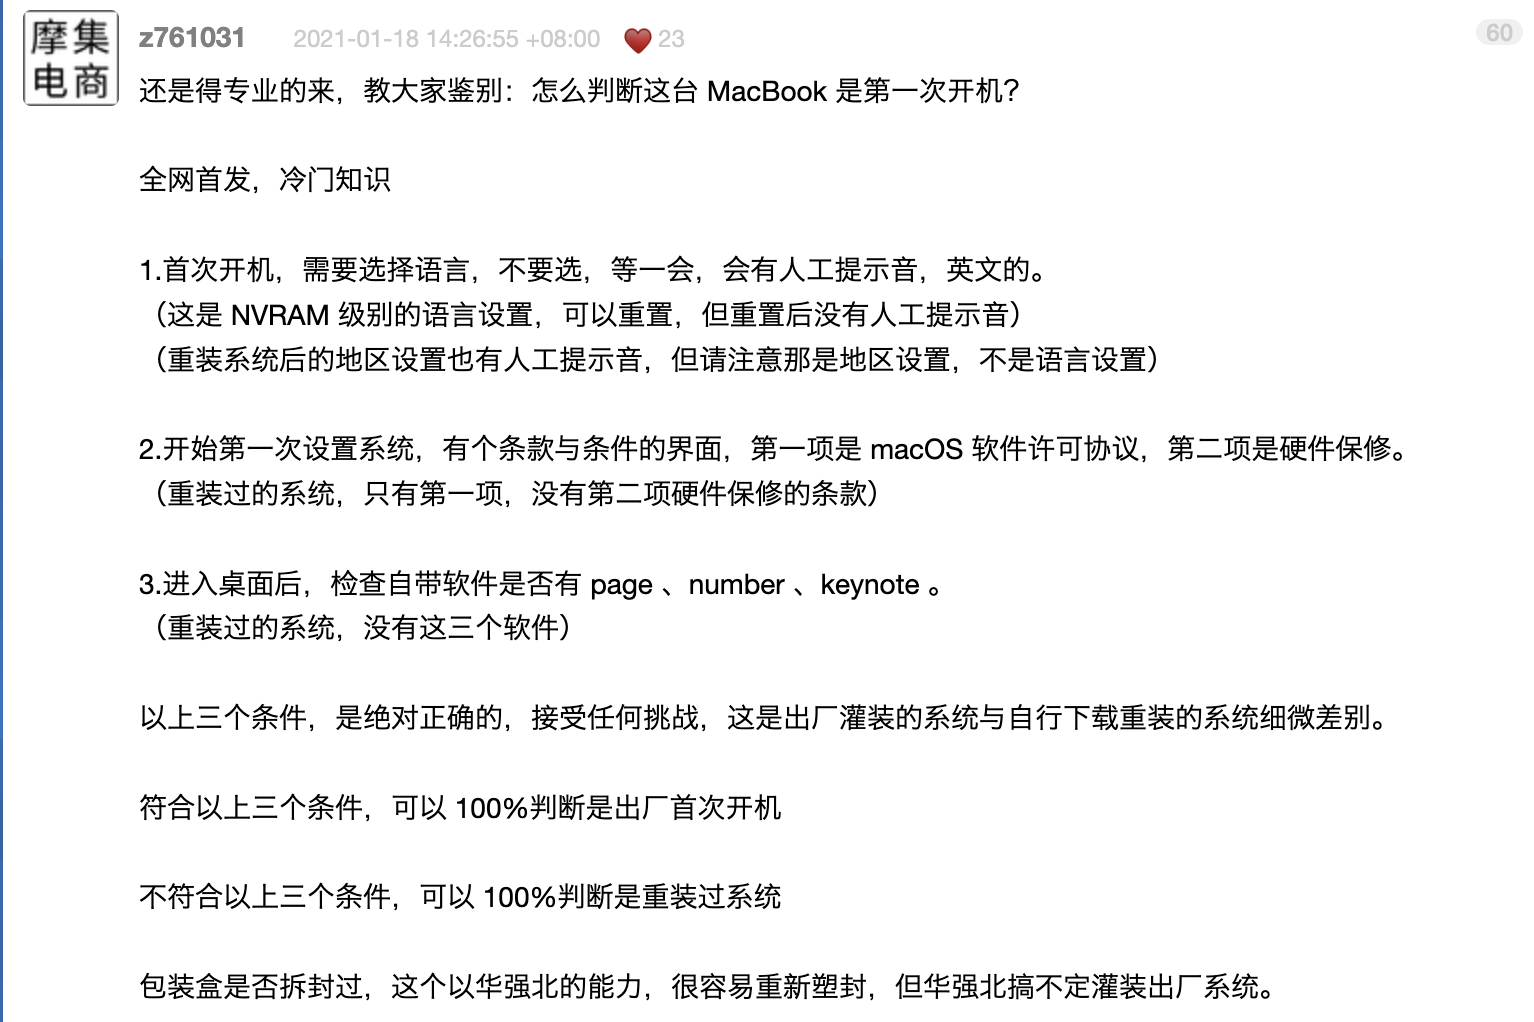 摩集
电商
z761031 2021-01-18 14:26:55 +08:00 23
60
还是得专业的来，教大家鉴别：怎么判断这台 MacBook 是第一次开机？
全网首发，冷门知识
1.首次开机，需要选择语言，不要选，等一会，会有人工提示音，英文的。
（这是 NVRAM 级别的语言设置，可以重置，但重置后没有人工提示音）
（重装系统后的地区设置也有人工提示音，但请注意那是地区设置，不是语言设置）
2.开始第一次设置系统，有个条款与条件的界面，第一项是 macOS 软件许可协议，第二项是硬件保修。
（重装过的系统，只有第一项，没有第二项硬件保修的条款）
3.进入桌面后，检查自带软件是否有 page 、number 、keynote 。
（重装过的系统，没有这三个软件）
以上三个条件，是绝对正确的，接受任何挑战，这是出厂灌装的系统与自行下载重装的系统细微差别。
符合以上三个条件，可以 100%判断是出厂首次开机
不符合以上三个条件，可以 100%判断是重装过系统
包装盒是否拆封过，这个以华强北的能力，很容易重新塑封，但华强北搞不定灌装出厂系统。